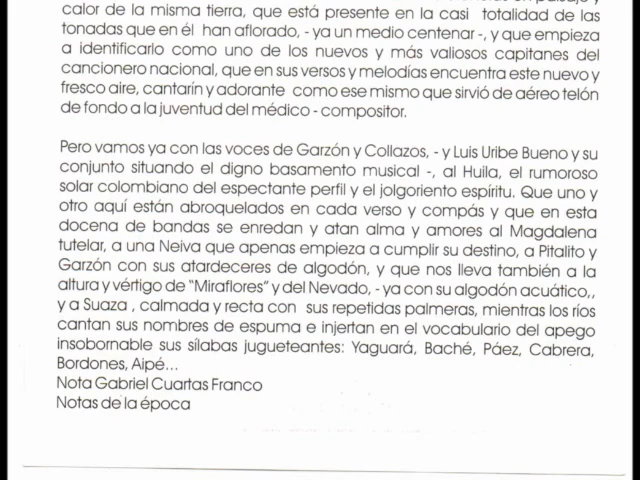 calor de la misma tierra, que está presente en la casi totalidad de las
tonadas que en él han aflorado, - ya un medio centenar -, y que empieza
a identificarlo como uno de los nuevos y más valiosos capitanes del
cancionero nacional, que en sus versos y melodías encuentra este nuevo y
fresco aire, cantarín y adorante como ese mismo que sirvió de aéreo telón
de fondo a la juventud del médico - compositor.
Pero vamos ya con las voces de Garzón y Collazos, - y Luis Uribe Bueno y su
conjunto situando el digno basamento musical -, al Huila, el rumoroso
solar colombiano del espectante perfil y el jolgoriento espíritu. Que uno y
otro aquí están abroquelados en cada verso y compás y que en esta
docena de bandas se enredan y atan alma y amores al Magdalena
tutelar, a una Neiva que apenas empieza a cumplir su destino, a Pitalito y
Garzón con sus atardeceres de algodón, y que nos lleva también a la
altura y vértigo de "Miraflores" y del Nevado, - ya con su algodón acuático,,
y a Suaza , calmada y recta con sus repetidas palmeras, mientras los ríos
cantan sus nombres de espuma e injertan en el vocabulario del apego
insobornable sus sílabas jugueteantes: Yaguará, Baché, Páez, Cabrera,
Bordones, Aipé...
Nota Gabriel Cuartas Franco
Notas de la época